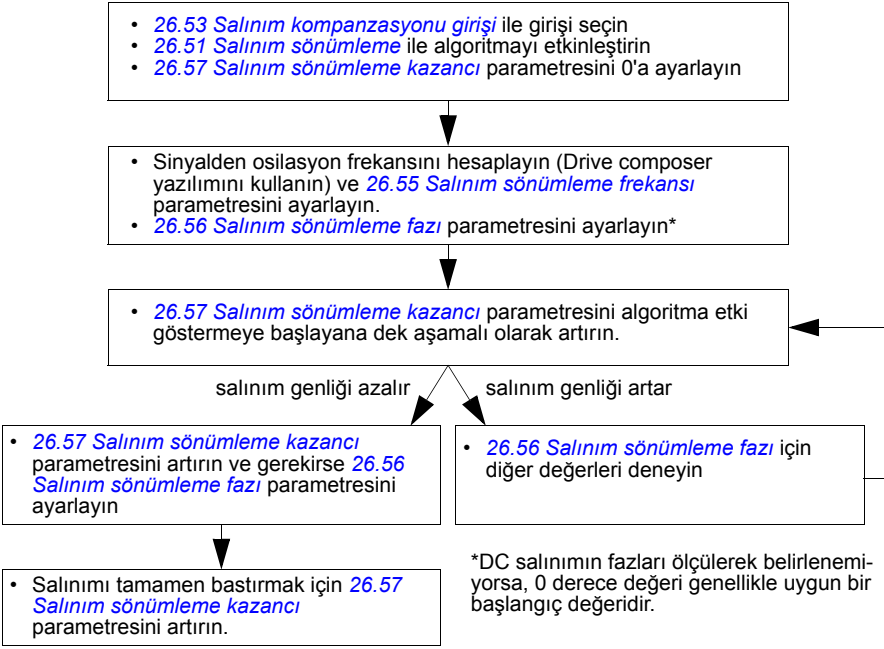 • 26.53 Salınım kompanzasyonu girişi ile girişi seçin
• 26.51 Salınım sönümleme ile algoritmayı etkinleştirin
• 26.57 Salınım sönümleme kazancı parametresini 0'a ayarlayın
• Sinyalden osilasyon frekansını hesaplayın (Drive composer
yazılımını kullanın) ve 26.55 Salınım sönümleme frekansı
parametresini ayarlayın.
• 26.56 Salınım sönümleme fazı parametresini ayarlayın*
• 26.57 Salınım sönümleme kazancı parametresini algoritma etki
göstermeye başlayana dek aşamalı olarak artırın.
salınım genliği azalır
salınım genliği artar
• 26.57 Salınım sönümleme kazancı
parametresini artırın ve gerekirse 26.56
Salınım sönümleme fazı parametresini
ayarlayın
• 26.56 Salınım sönümleme fazı için
diğer değerleri deneyin
• Salınımı tamamen bastırmak için 26.57
Salınım sönümleme kazancı
parametresini artırın.
*DC salınımın fazları ölçülerek belirlenemi-
yorsa, 0 derece değeri genellikle uygun bir
başlangıç değeridir.